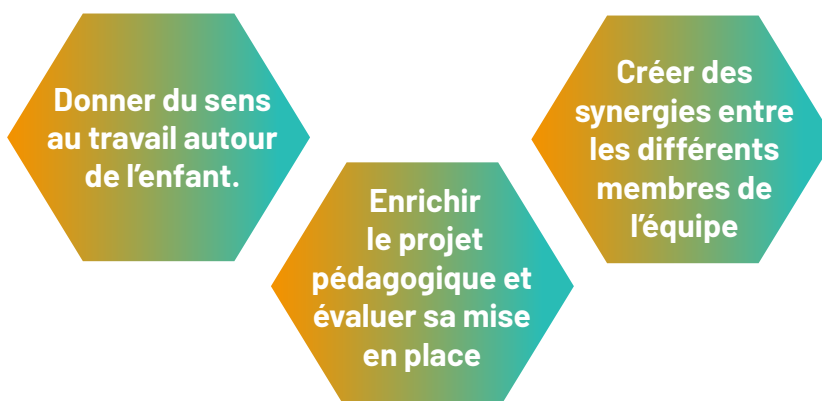 Donner du sens
au travail autour
de l’enfant.
Enrichir
le projet
pédagogique et
évaluer sa mise
en place
Créer des
synergies entre
les différents
membres de
l’équipe